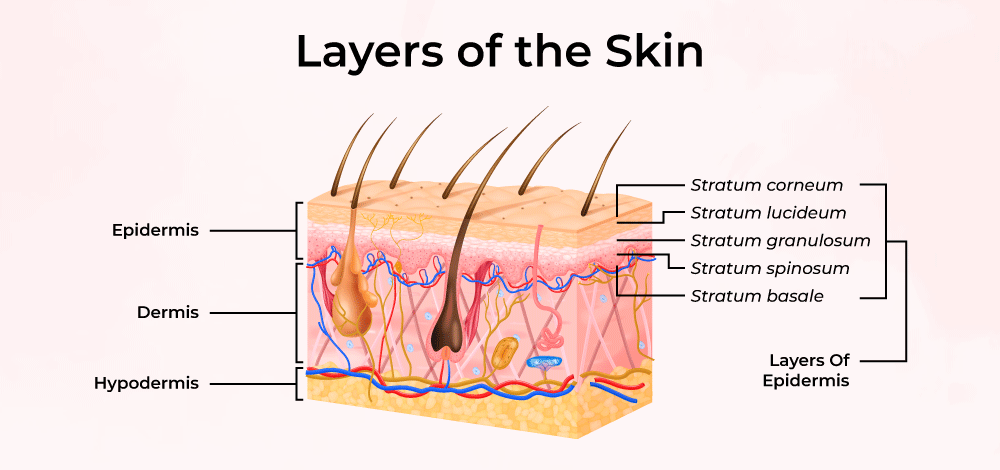 Layers of the Skin
Epidermis
Dermis
Hypodermis
Stratum corneum
Stratum lucideum
Stratum granulosum
Stratum spinosum
Stratum basale
Layers Of
Epidermis